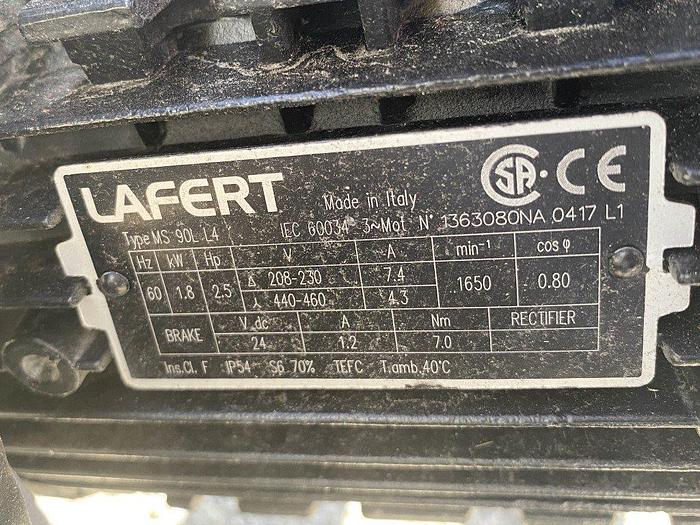 LAFERT
CSA
CE
Made in Italy
Type MS 90L L4 IEC 60034 3~Mot. N° 1363080NA 0417 L1
Hz kW Hp V A min⁻¹ cos φ
60 1.8 2.5 Δ 208-230 7.4 1650 0.80
⅄ 440-460 4.3
BRAKE V dc A Nm RECTIFIER
24 1.2 7.0
Ins.Cl. F IP54 S6 70% TEFC T.amb.40°C